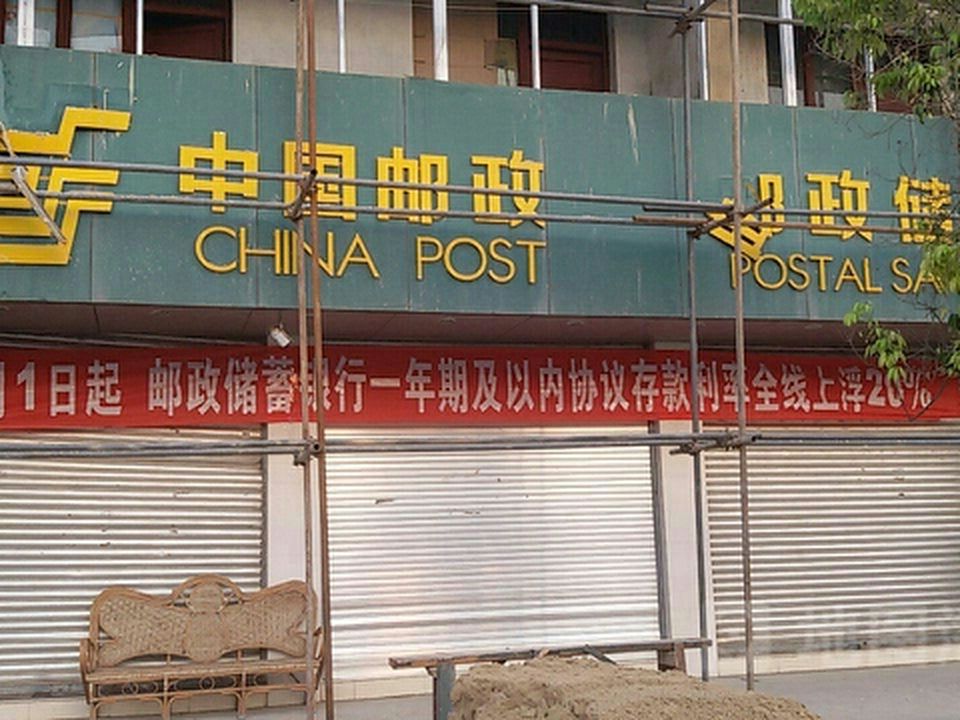 中国邮政
CHINA POST
邮政储
POSTAL SA
月1日起 邮政储蓄银行一年期及以内协议存款利率全线上浮20%